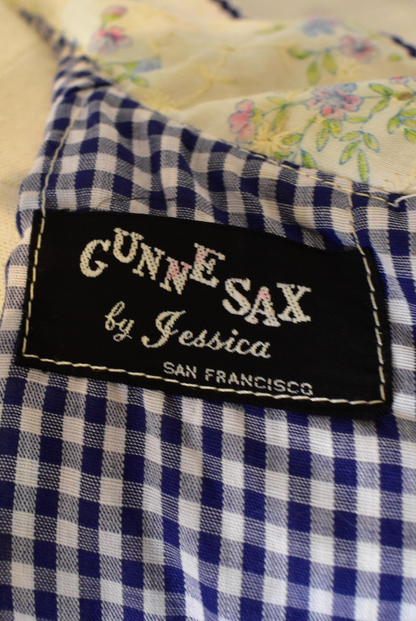 GUNNE SAX
by Jessica
SAN FRANCISCO